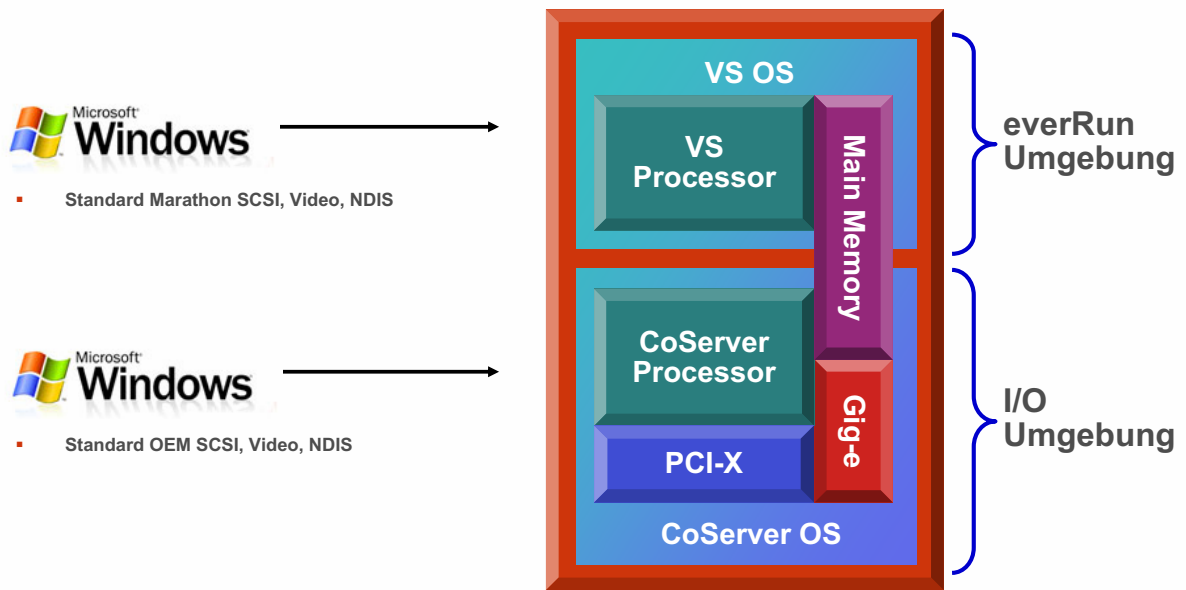 VS OS
Microsoft
Windows
Standard Marathon SCSI, Video, NDIS
VS
Processor
Main Memory
everRun
Umgebung
Microsoft
Windows
Standard OEM SCSI, Video, NDIS
CoServer
Processor
Gig-e
PCI-X
CoServer OS
I/O
Umgebung